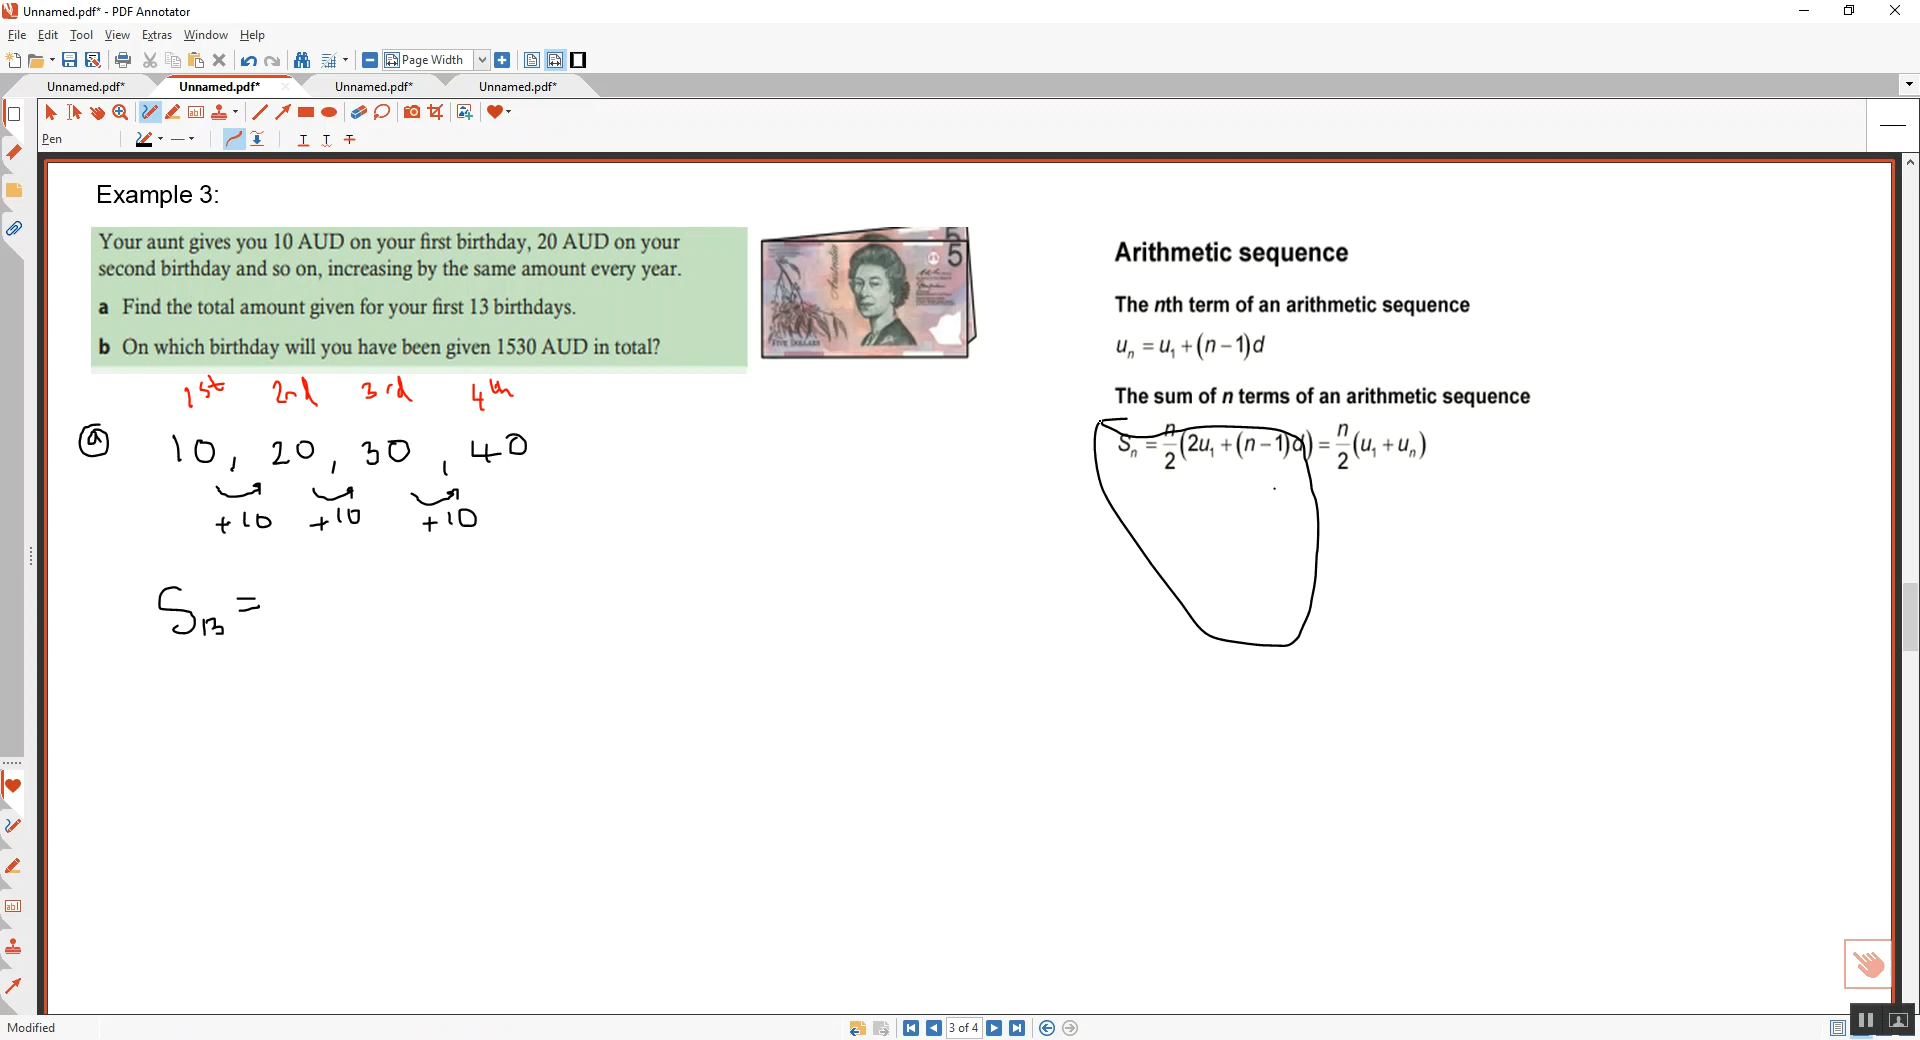 Unnamed.pdf* - PDF Annotator
File Edit Tool View Extras Window Help
Page Width
Unnamed.pdf* Unnamed.pdf* Unnamed.pdf* Unnamed.pdf*
Pen
Example 3:
Your aunt gives you 10 AUD on your first birthday, 20 AUD on your
second birthday and so on, increasing by the same amount every year.
a Find the total amount given for your first 13 birthdays.
b On which birthday will you have been given 1530 AUD in total?
5
5
Australia
FIVE DOLLARS
Arithmetic sequence
The nth term of an arithmetic sequence
uₙ = u₁ + (n − 1)d
The sum of n terms of an arithmetic sequence
Sₙ = n/2 (2u₁ + (n − 1)d) = n/2 (u₁ + uₙ)
1st 2nd 3rd 4th
a 10, 20, 30, 40
+10 +10 +10
S₁₃ =
Modified
3 of 4